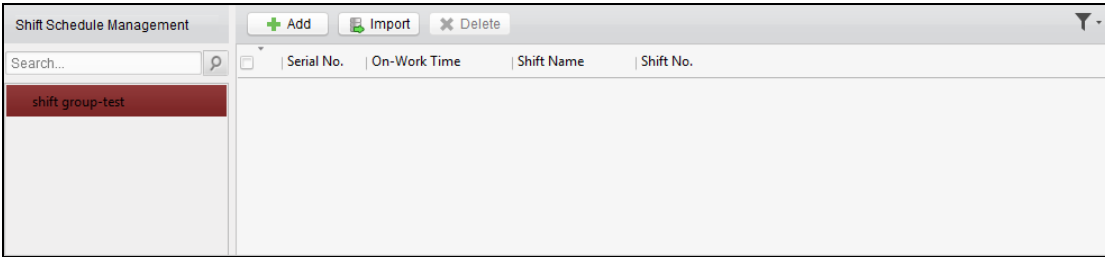 Shift Schedule Management
Add Import Delete
Search...
Serial No. On-Work Time Shift Name Shift No.
shift group-test